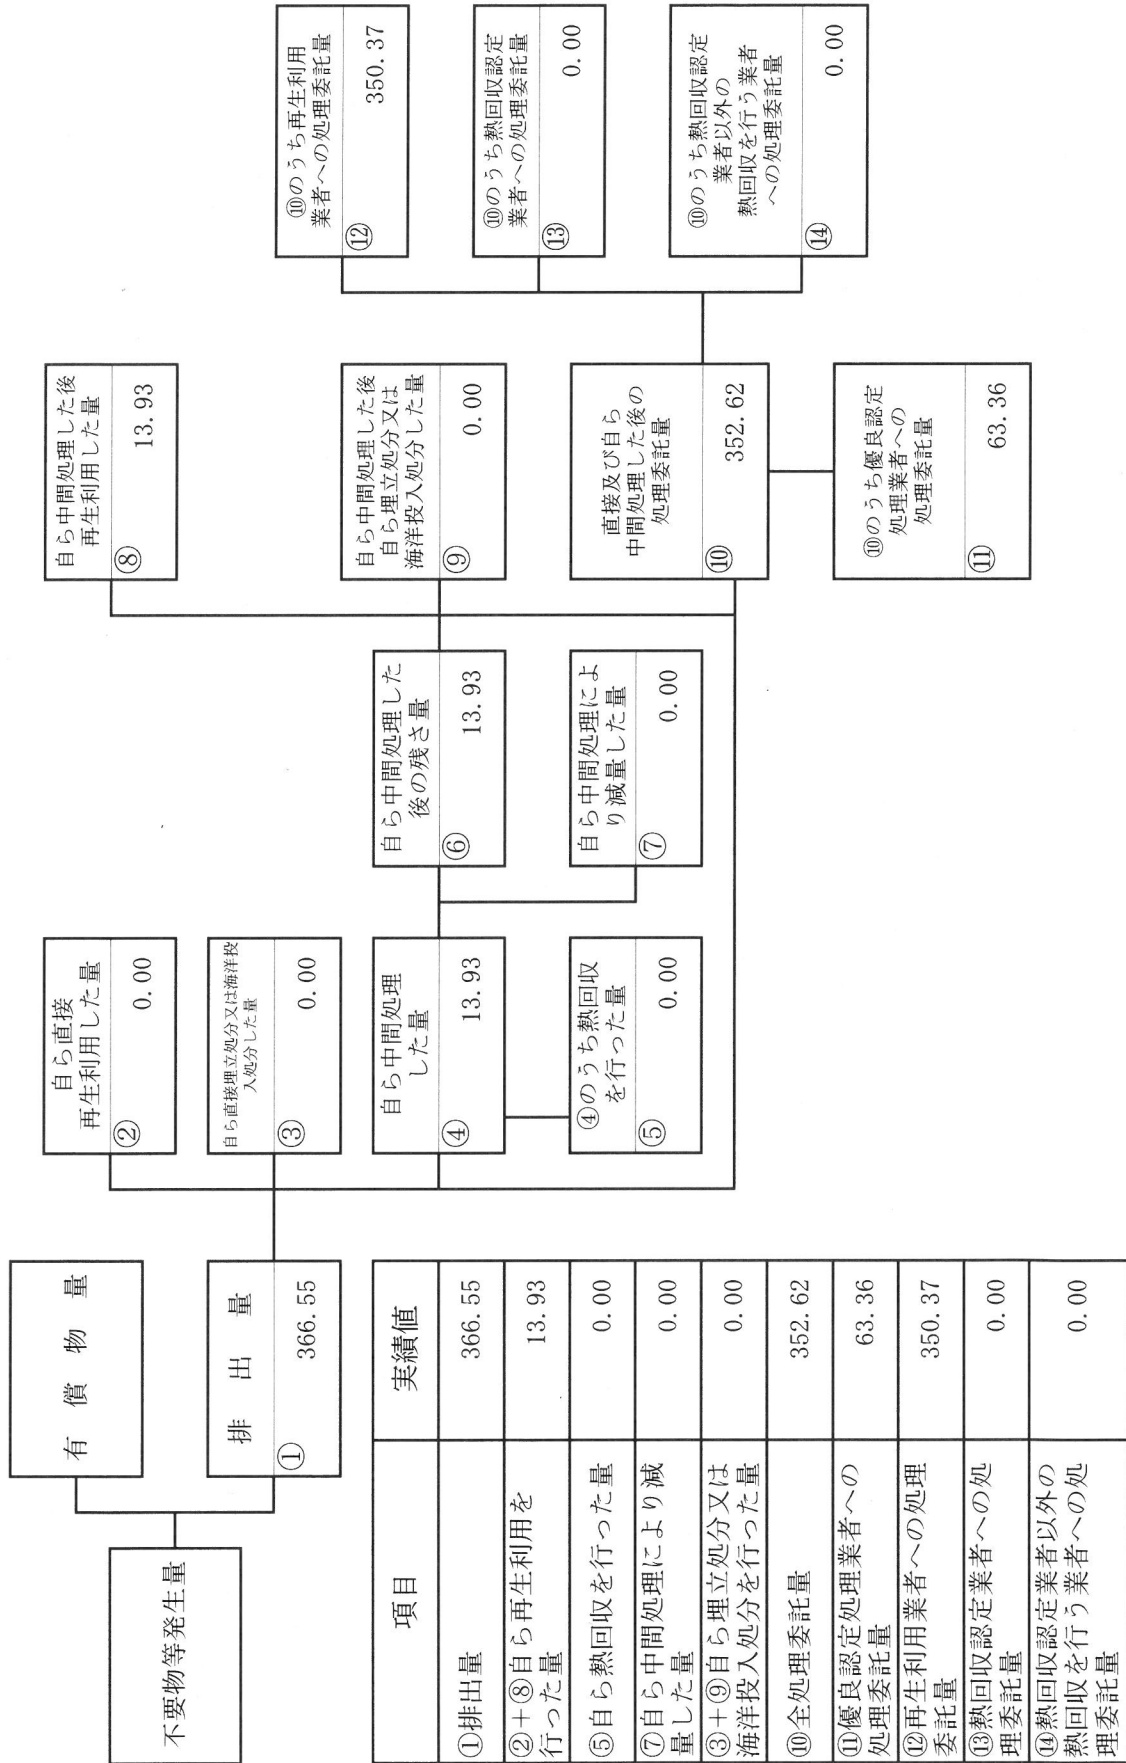 不要物等発生量
有償物量
排出量
① 366.55
自ら直接
再生利用した量
② 0.00
自ら直接埋立処分又は海洋投
入処分した量
③ 0.00
自ら中間処理
した量
④ 13.93
④のうち熱回収
を行った量
⑤ 0.00
自ら中間処理した
後の残さ量
⑥ 13.93
自ら中間処理によ
り減量した量
⑦ 0.00
自ら中間処理した後
再生利用した量
⑧ 13.93
自ら中間処理した後
自ら埋立処分又は
海洋投入処分した量
⑨ 0.00
直接及び自ら
中間処理した後の
処理委託量
⑩ 352.62
⑩のうち優良認定
処理業者への
処理委託量
⑪ 63.36
⑩のうち再生利用
業者への処理委託量
⑫ 350.37
⑩のうち熱回収認定
業者への処理委託量
⑬ 0.00
⑩のうち熱回収認定
業者以外の
熱回収を行う業者
への処理委託量
⑭ 0.00
項目 実績値
①排出量 366.55
②+⑧自ら再生利用を
行った量 13.93
⑤自ら熱回収を行った量 0.00
⑦自ら中間処理により減
量した量 0.00
③+⑨自ら埋立処分又は
海洋投入処分を行った量 0.00
⑩全処理委託量 352.62
⑪優良認定処理業者への
処理委託量 63.36
⑫再生利用業者への処理
委託量 350.37
⑬熱回収認定業者への処
理委託量 0.00
⑭熱回収認定業者以外の
熱回収を行う業者への処
理委託量 0.00